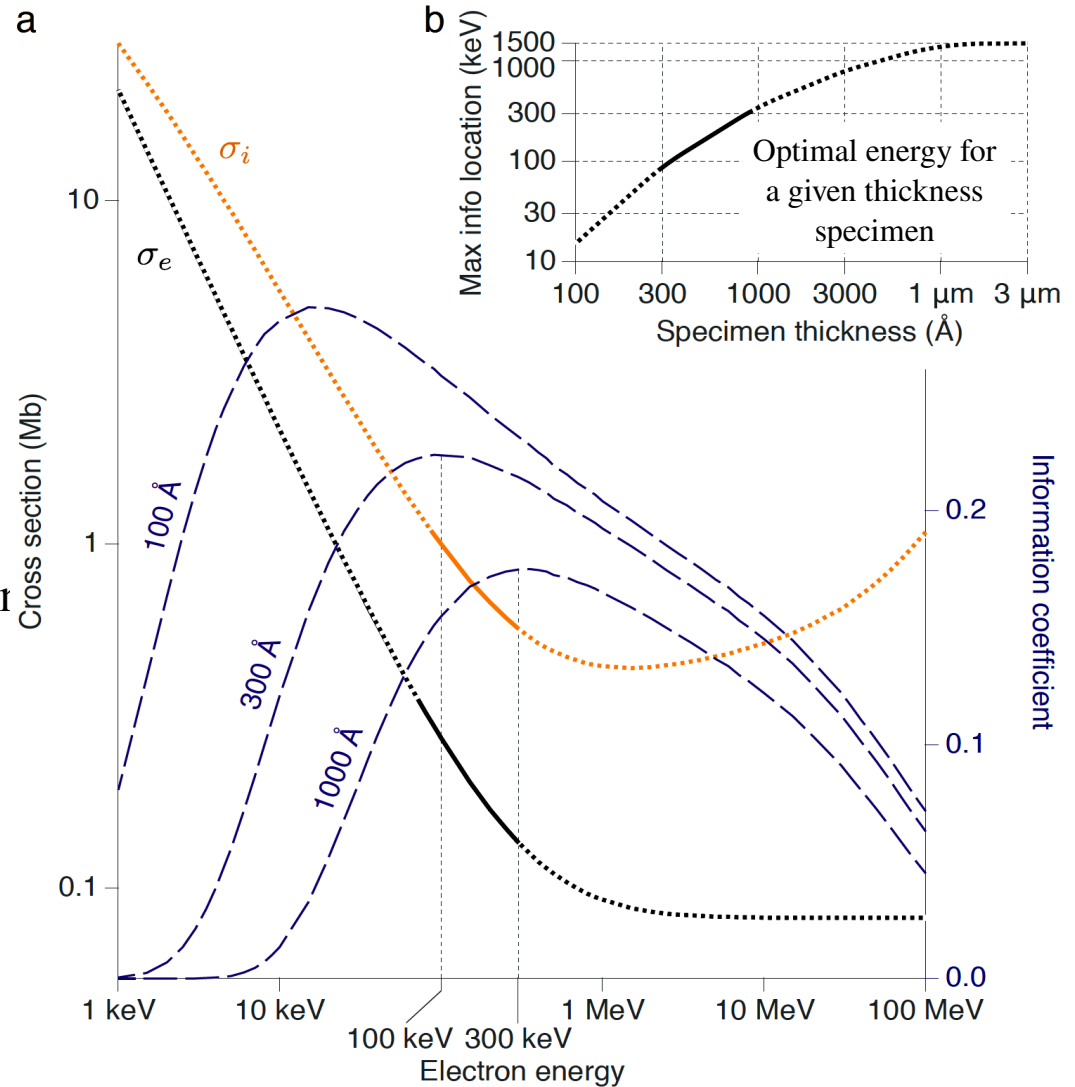 a
b
1500
1000
300
100
30
10
Max info location (keV)
Optimal energy for
a given thickness
specimen
100 300 1000 3000 1 μm 3 μm
Specimen thickness (Å)
σi
σe
10
1
0.1
Cross section (Mb)
100 Å
300 Å
1000 Å
0.2
0.1
0.0
Information coefficient
1 keV 10 keV 1 MeV 10 MeV 100 MeV
100 keV 300 keV
Electron energy